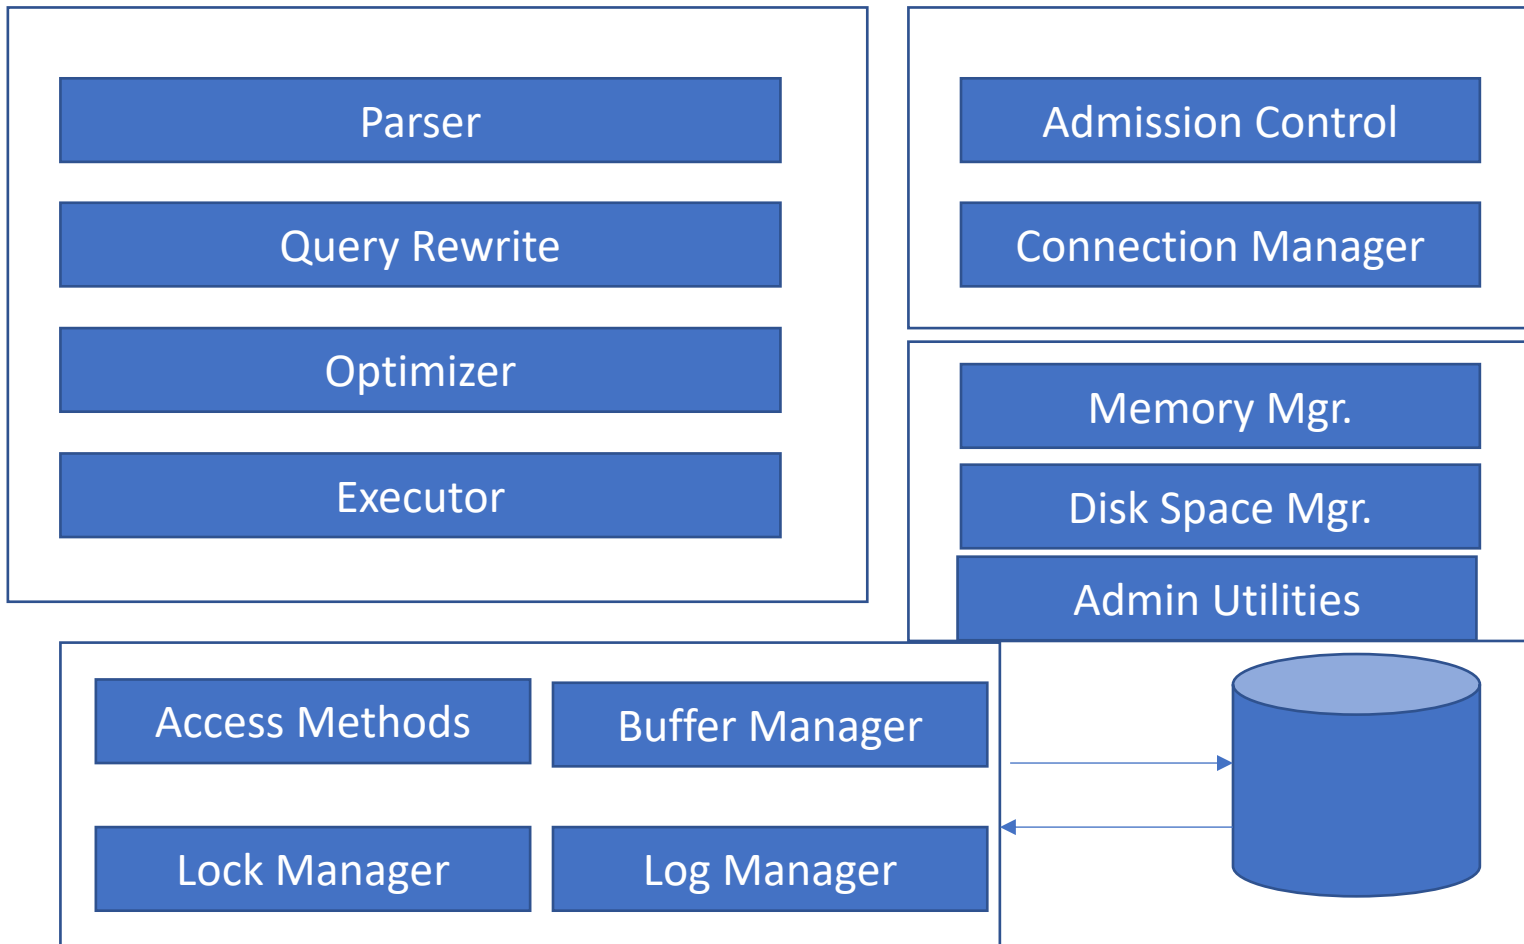 Parser
Query Rewrite
Optimizer
Executor
Admission Control
Connection Manager
Memory Mgr.
Disk Space Mgr.
Admin Utilities
Access Methods
Buffer Manager
Lock Manager
Log Manager